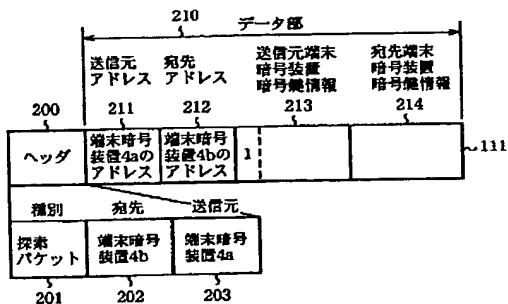 210
データ部
送信元 宛先 送信元端末 宛先端末
アドレス アドレス 暗号装置 暗号装置
暗号鍵情報 暗号鍵情報
200 211 212 213 214
ヘッダ 端末暗号 端末暗号 1 111
装置4aの 装置4bの
アドレス アドレス
種別 宛先 送信元
探索 端末暗号 端末暗号
パケット 装置4b 装置4a
201 202 203